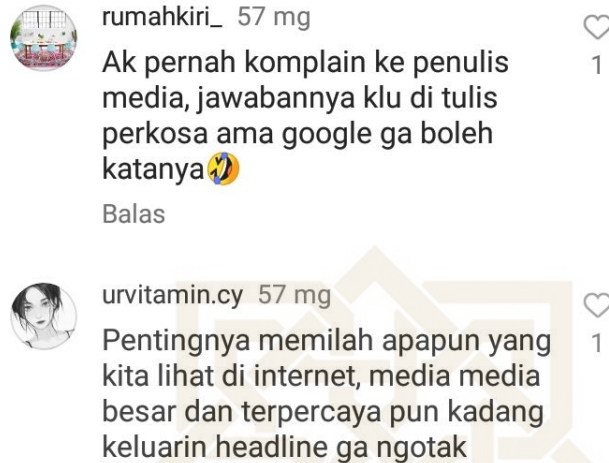 rumahkiri_ 57 mg
Ak pernah komplain ke penulis
1
media, jawabannya klu di tulis
perkosa ama google ga boleh
katanya🤣
Balas
urvitamin.cy 57 mg
Pentingnya memilah apapun yang
1
kita lihat di internet, media media
besar dan terpercaya pun kadang
keluarin headline ga ngotak